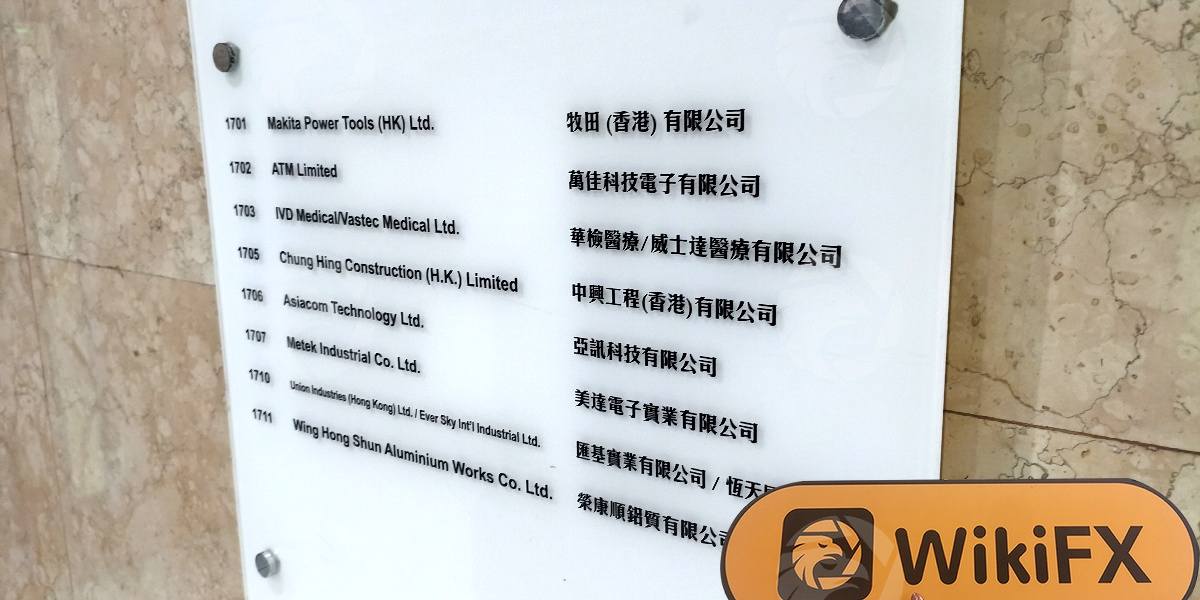 1701 Makita Power Tools (HK) Ltd. 牧田 (香港) 有限公司
1702 ATM Limited 萬佳科技電子有限公司
1703 IVD Medical/Vastec Medical Ltd. 華檢醫療/威士達醫療有限公司
1705 Chung Hing Construction (H.K.) Limited 中興工程(香港)有限公司
1706 Asiacom Technology Ltd. 亞訊科技有限公司
1707 Metek Industrial Co. Ltd. 美達電子實業有限公司
1710 Union Industries (Hong Kong) Ltd. / Ever Sky Int'l Industrial Ltd. 匯基實業有限公司 / 恆天
1711 Wing Hong Shun Aluminium Works Co. Ltd. 榮康順鋁質有限公
WikiFX